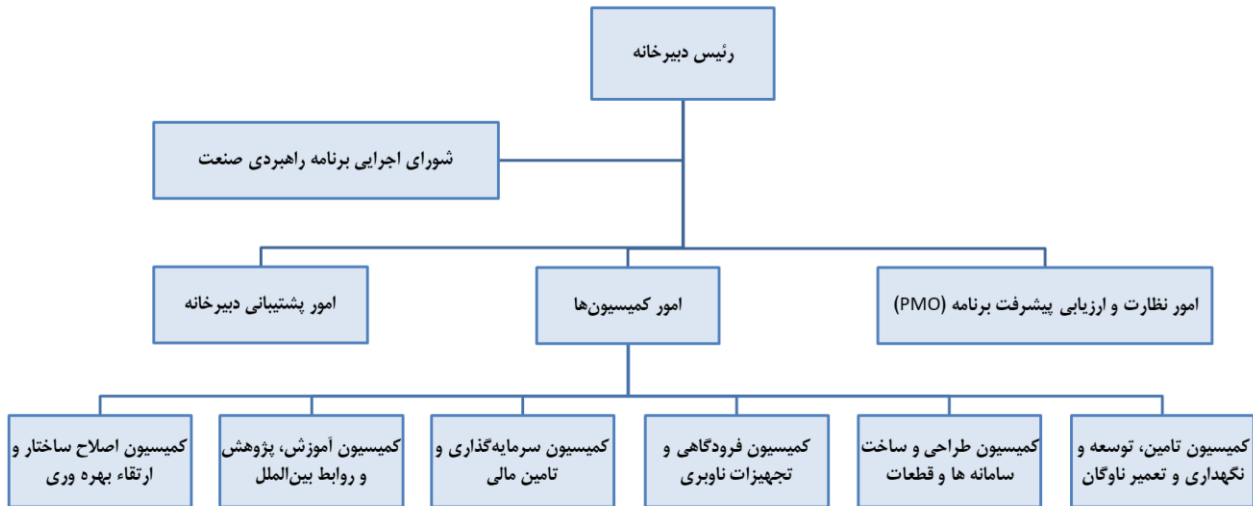 رئیس دبیرخانه
شورای اجرایی برنامه راهبردی صنعت
امور نظارت و ارزیابی پیشرفت برنامه (PMO)
امور کمیسیون‌ها
امور پشتیبانی دبیرخانه
کمیسیون تامین، توسعه و
نگهداری و تعمیر ناوگان
کمیسیون طراحی و ساخت
سامانه ها و قطعات
کمیسیون فرودگاهی و
تجهیزات ناوبری
کمیسیون سرمایه‌گذاری و
تامین مالی
کمیسیون آموزش، پژوهش
و روابط بین‌الملل
کمیسیون اصلاح ساختار و
ارتقاء بهره وری